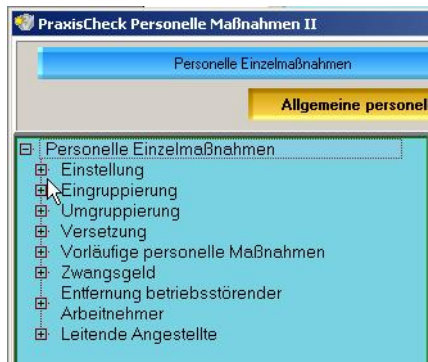 PraxisCheck Personelle Maßnahmen II
Personelle Einzelmaßnahmen
Allgemeine personel
Personelle Einzelmaßnahmen
Einstellung
Eingruppierung
Umgruppierung
Versetzung
Vorläufige personelle Maßnahmen
Zwangsgeld
Entfernung betriebsstörender
Arbeitnehmer
Leitende Angestellte